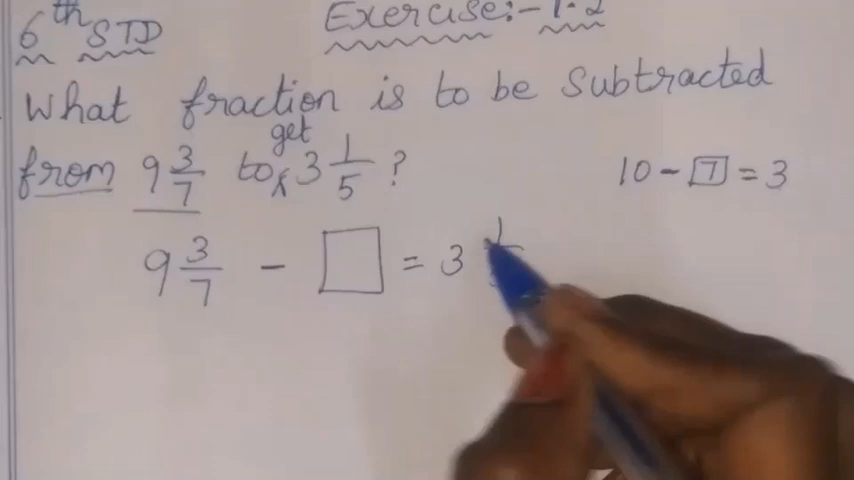 6th STD Exercise:- 1.2
What fraction is to be subtracted
from 9 3/7 to get 3 1/5 ?
10 - 7 = 3
9 3/7 - □ = 3 1/